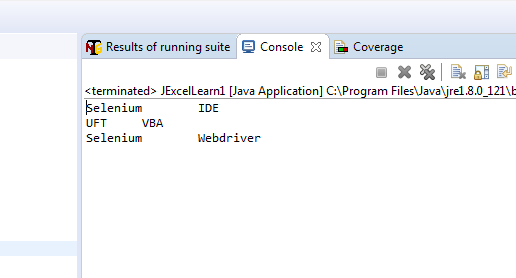 Results of running suite Console Coverage
<terminated> JExcelLearn1 [Java Application] C:\Program Files\Java\jre1.8.0_121\b
Selenium IDE
UFT VBA
Selenium Webdriver